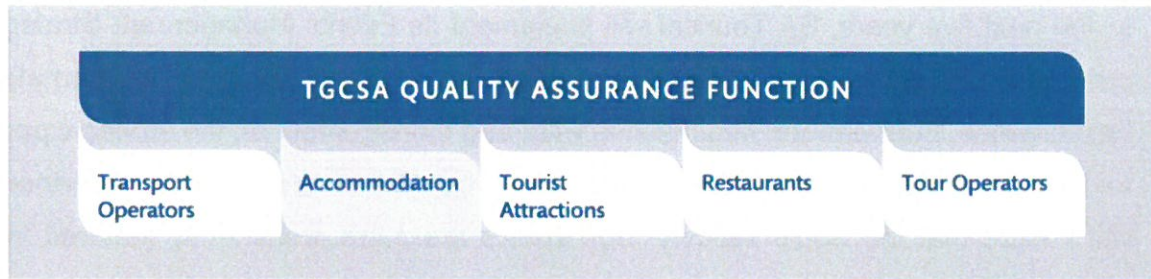 TGCSA QUALITY ASSURANCE FUNCTION
Transport
Operators
Accommodation
Tourist
Attractions
Restaurants
Tour Operators